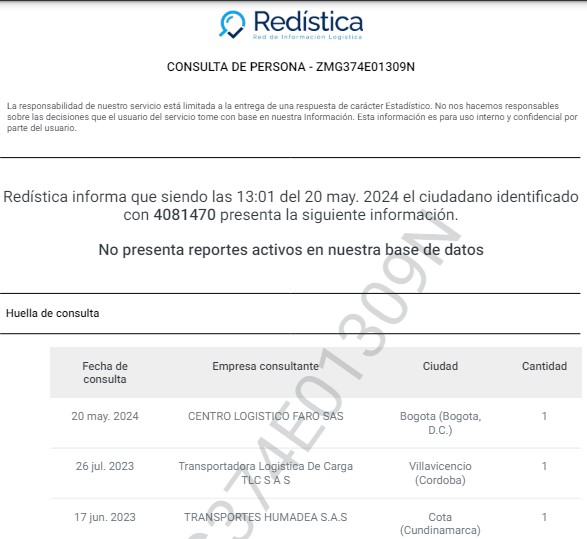 Redística
Red de Información Logística
CONSULTA DE PERSONA - ZMG374E01309N
La responsabilidad de nuestro servicio está limitada a la entrega de una respuesta de carácter Estadístico. No nos hacemos responsables
sobre las decisiones que el usuario del servicio tome con base en nuestra Información. Esta información es para uso interno y confidencial por
parte del usuario.
Redística informa que siendo las 13:01 del 20 may. 2024 el ciudadano identificado
con 4081470 presenta la siguiente información.
No presenta reportes activos en nuestra base de datos
Huella de consulta
Fecha de consulta Empresa consultante Ciudad Cantidad
20 may. 2024 CENTRO LOGISTICO FARO SAS Bogota (Bogota, D.C.) 1
26 jul. 2023 Transportadora Logistica De Carga TLC S A S Villavicencio (Cordoba) 1
17 jun. 2023 TRANSPORTES HUMADEA S.A.S Cota (Cundinamarca) 1
G374E01309N